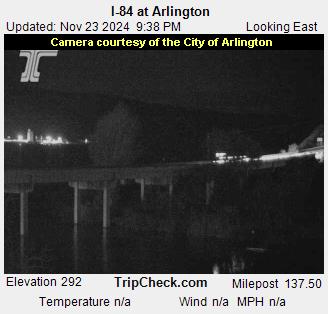 I-84 at Arlington
Updated: Nov 23 2024 9:38 PM Looking East
Camera courtesy of the City of Arlington
Elevation 292 TripCheck.com Milepost 137.50
Temperature n/a Wind n/a MPH n/a